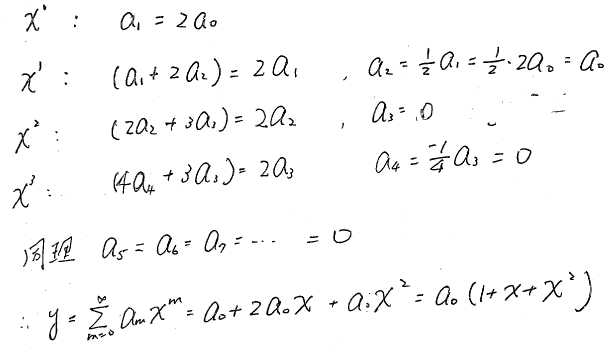 x⁰ : a₁ = 2a₀
x¹ : (a₁ + 2a₂) = 2a₁ , a₂ = ½a₁ = ½·2a₀ = a₀
x² : (2a₂ + 3a₃) = 2a₂ , a₃ = 0
x³ : (4a₄ + 3a₃) = 2a₃ a₄ = -1/4 a₃ = 0
同理 a₅ = a₆ = a₇ = ⋯ = 0
∴ y = ∑_{m=0}^{∞} aₘxᵐ = a₀ + 2a₀x + a₀x² = a₀(1+x+x²)